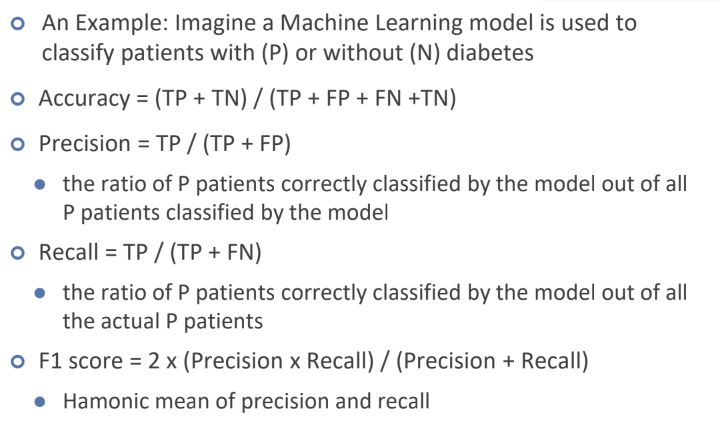 An Example: Imagine a Machine Learning model is used to
classify patients with (P) or without (N) diabetes
Accuracy = (TP + TN) / (TP + FP + FN +TN)
Precision = TP / (TP + FP)
the ratio of P patients correctly classified by the model out of all
P patients classified by the model
Recall = TP / (TP + FN)
the ratio of P patients correctly classified by the model out of all
the actual P patients
F1 score = 2 x (Precision x Recall) / (Precision + Recall)
Hamonic mean of precision and recall